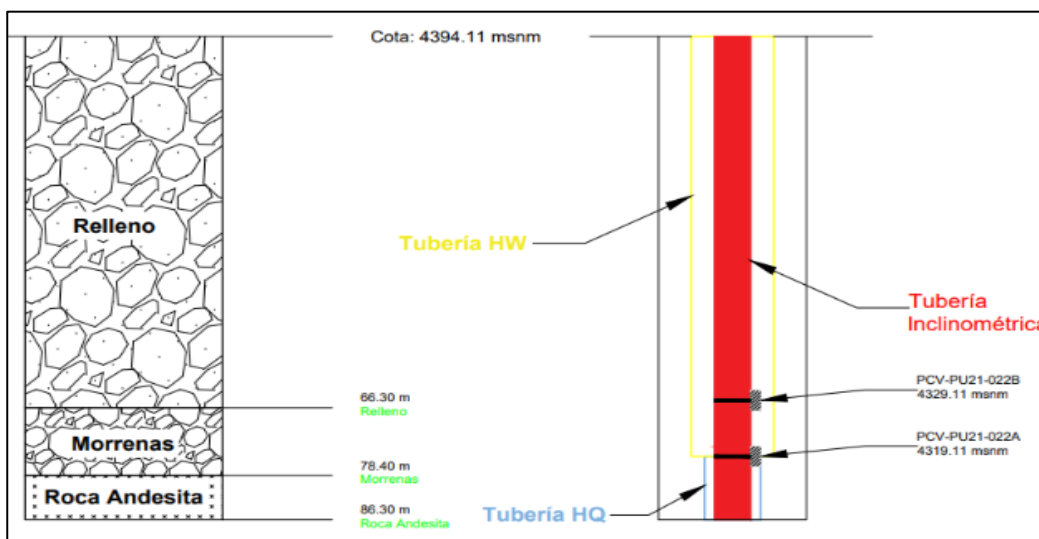 Cota: 4394.11 msnm
Relleno
Tubería HW
Tubería
Inclinométrica
66.30 m
Relleno
PCV-PU21-022B
4329.11 msnm
Morrenas
PCV-PU21-022A
4319.11 msnm
78.40 m
Morrenas
Roca Andesita
Tubería HQ
86.30 m
Roca Andesita